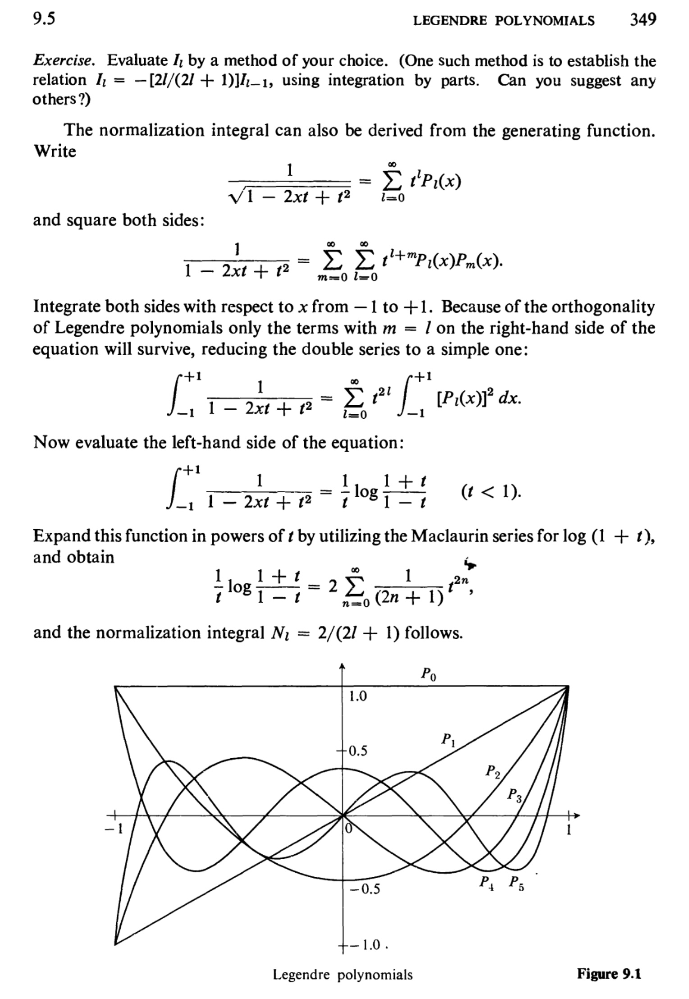 9.5 LEGENDRE POLYNOMIALS 349
Exercise. Evaluate I_l by a method of your choice. (One such method is to establish the
relation I_l = −[2l/(2l + 1)]I_{l−1}, using integration by parts. Can you suggest any
others?)
The normalization integral can also be derived from the generating function.
Write
\frac{1}{\sqrt{1 − 2xt + t^2}} = \sum_{l=0}^{∞} t^l P_l(x)
and square both sides:
\frac{1}{1 − 2xt + t^2} = \sum_{m=0}^{∞} \sum_{l=0}^{∞} t^{l+m} P_l(x)P_m(x).
Integrate both sides with respect to x from −1 to +1. Because of the orthogonality
of Legendre polynomials only the terms with m = l on the right-hand side of the
equation will survive, reducing the double series to a simple one:
\int_{−1}^{+1} \frac{1}{1 − 2xt + t^2} = \sum_{l=0}^{∞} t^{2l} \int_{−1}^{+1} [P_l(x)]^2 dx.
Now evaluate the left-hand side of the equation:
\int_{−1}^{+1} \frac{1}{1 − 2xt + t^2} = \frac{1}{t} log \frac{1 + t}{1 − t} (t < 1).
Expand this function in powers of t by utilizing the Maclaurin series for log (1 + t),
and obtain
\frac{1}{t} log \frac{1 + t}{1 − t} = 2 \sum_{n=0}^{∞} \frac{1}{(2n + 1)} t^{2n},
and the normalization integral N_l = 2/(2l + 1) follows.
P_0
1.0
P_1
0.5
P_2
P_3
−1 0 1
−0.5 P_4 P_5
−1.0
Legendre polynomials Figure 9.1